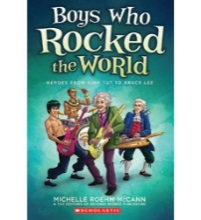 Boys Who
ROCKED
the WORLD
HEROES FROM KING TUT TO BRUCE LEE
MICHELLE ROEHM McCANN
SCHOLASTIC